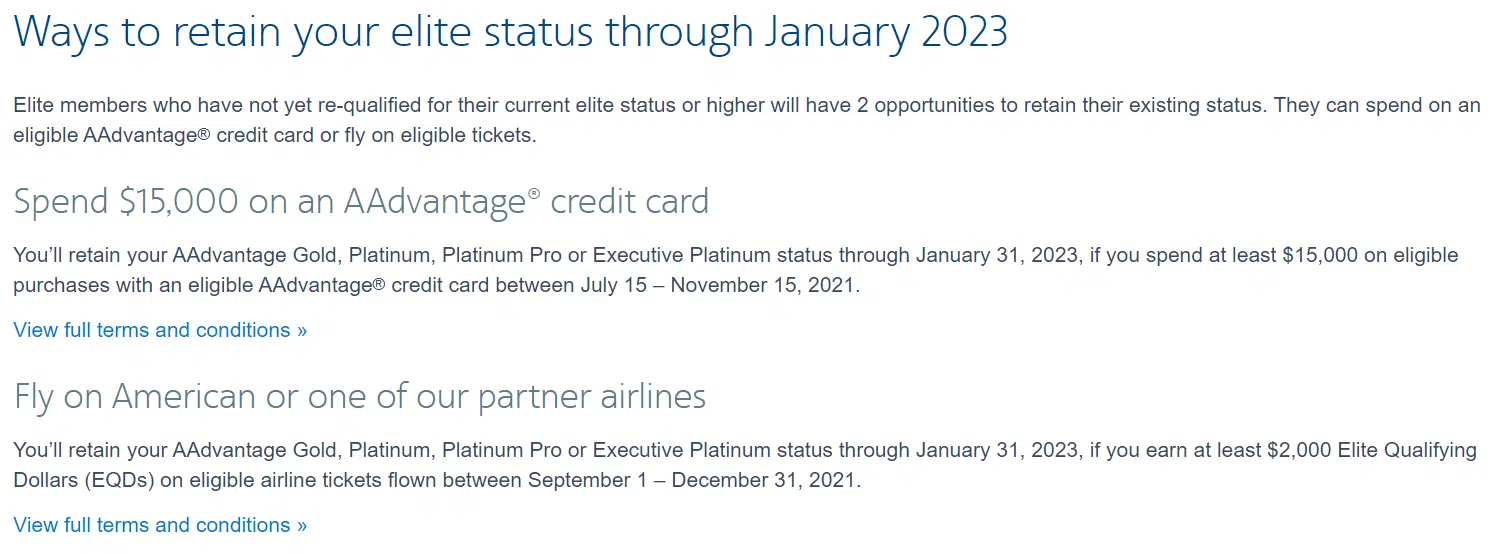 Ways to retain your elite status through January 2023
Elite members who have not yet re-qualified for their current elite status or higher will have 2 opportunities to retain their existing status. They can spend on an
eligible AAdvantage® credit card or fly on eligible tickets.
Spend $15,000 on an AAdvantage® credit card
You’ll retain your AAdvantage Gold, Platinum, Platinum Pro or Executive Platinum status through January 31, 2023, if you spend at least $15,000 on eligible
purchases with an eligible AAdvantage® credit card between July 15 – November 15, 2021.
View full terms and conditions »
Fly on American or one of our partner airlines
You’ll retain your AAdvantage Gold, Platinum, Platinum Pro or Executive Platinum status through January 31, 2023, if you earn at least $2,000 Elite Qualifying
Dollars (EQDs) on eligible airline tickets flown between September 1 – December 31, 2021.
View full terms and conditions »